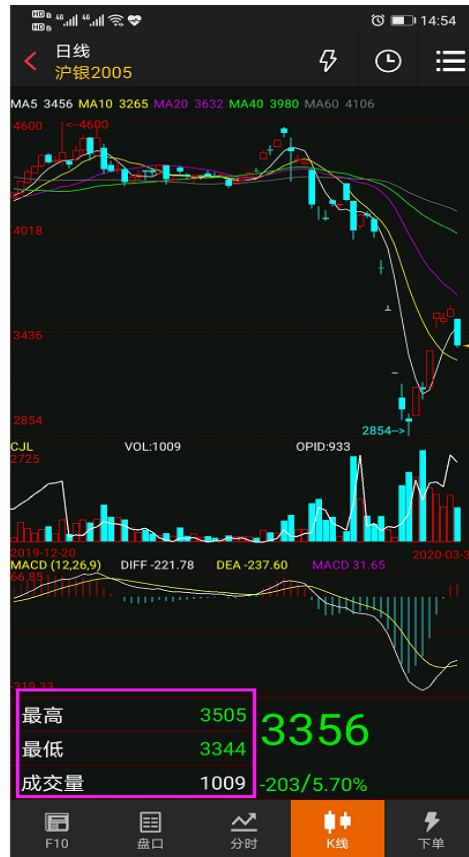 HD 46 46 14:54
HD
日线
沪银2005
MA5 3456 MA10 3265 MA20 3632 MA40 3980 MA60 4106
4600 <-4600
4018
3436
2854
2854->
CJL VOL:1009 OPID:933
2725
2019-12-20 2020-03-3
MACD (12,26,9) DIFF -221.78 DEA -237.60 MACD 31.65
66.85
-319.33
最高 3505
最低 3344
成交量 1009
3356
-203/5.70%
F10 盘口 分时 K线 下单